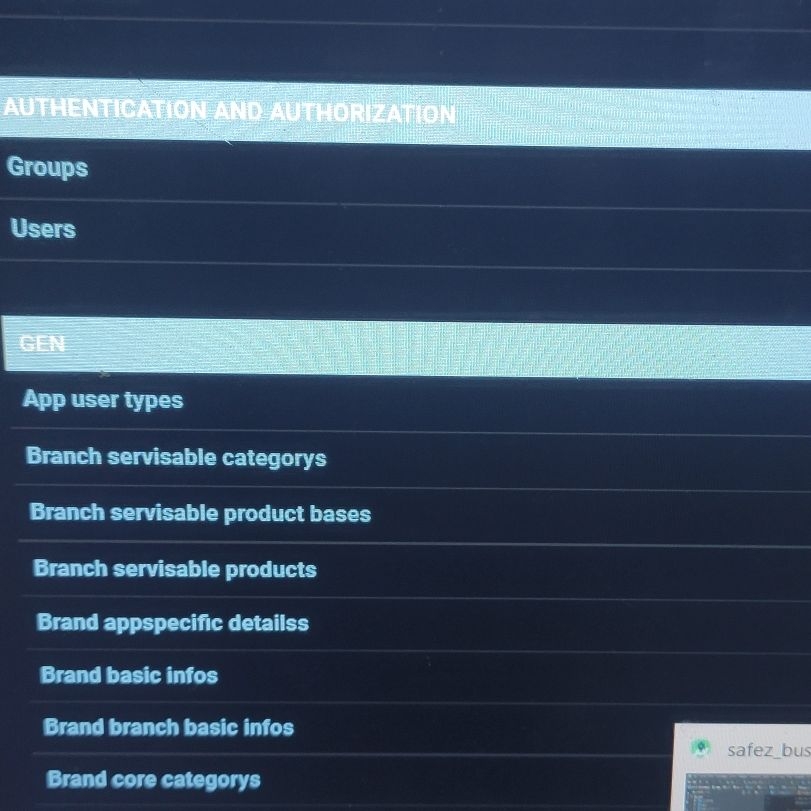 AUTHENTICATION AND AUTHORIZATION
Groups
Users
GEN
App user types
Branch servisable categorys
Branch servisable product bases
Branch servisable products
Brand appspecific detailss
Brand basic infos
Brand branch basic infos
Brand core categorys
safez_bus